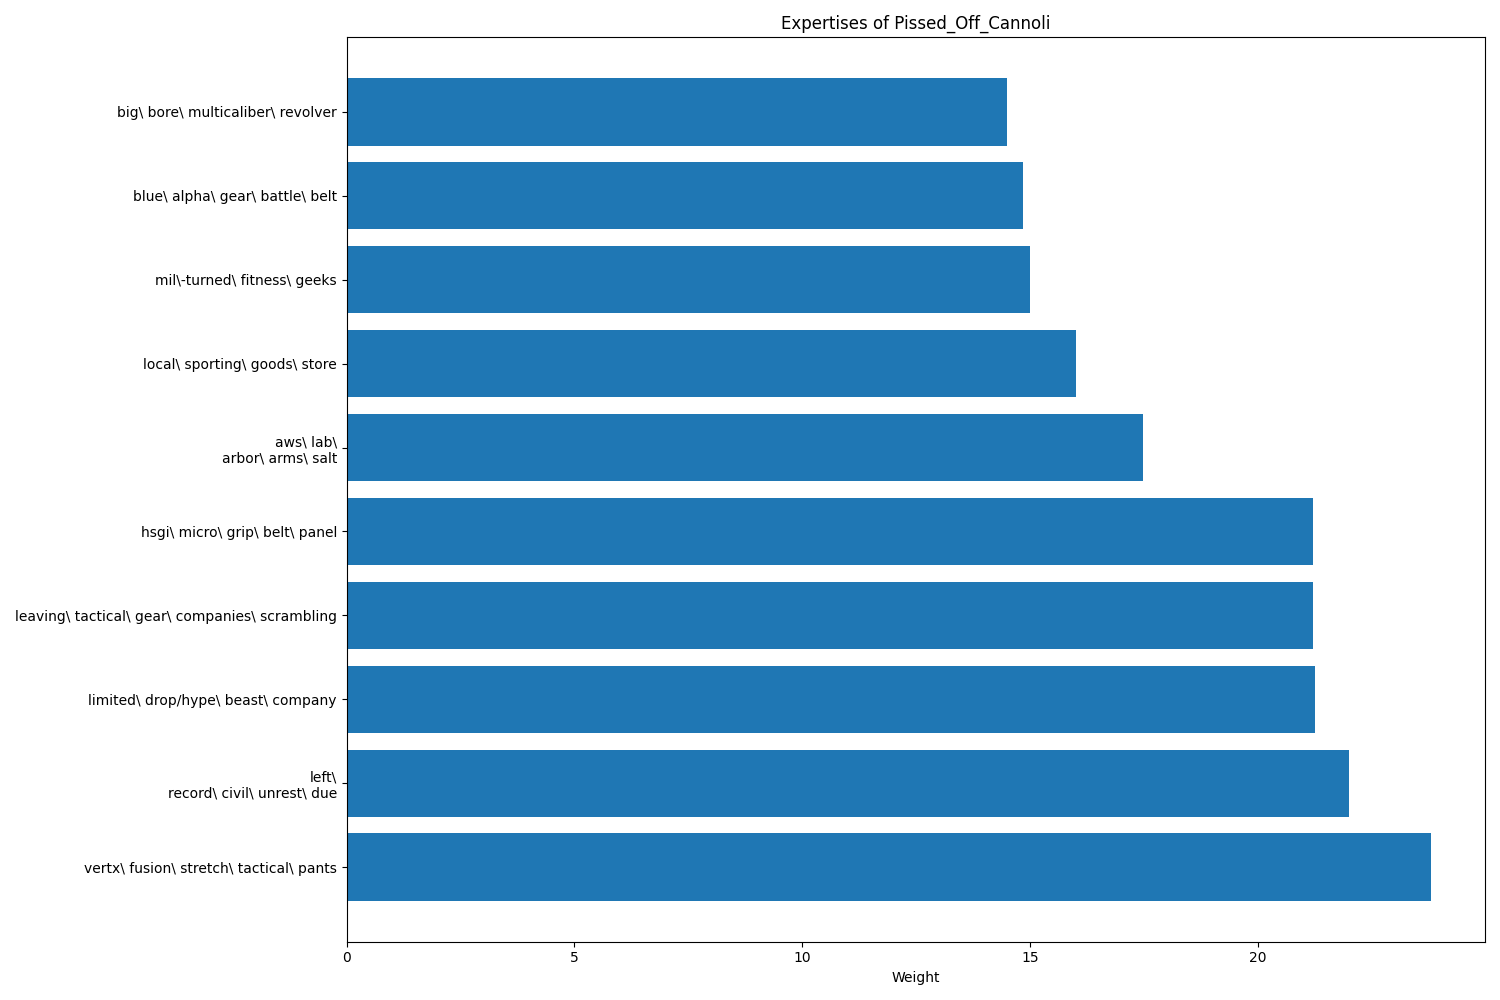 Expertises of Pissed_Off_Cannoli
big\ bore\ multicaliber\ revolver
blue\ alpha\ gear\ battle\ belt
mil\-turned\ fitness\ geeks
local\ sporting\ goods\ store
aws\ lab\
arbor\ arms\ salt
hsgi\ micro\ grip\ belt\ panel
leaving\ tactical\ gear\ companies\ scrambling
limited\ drop/hype\ beast\ company
left\
record\ civil\ unrest\ due
vertx\ fusion\ stretch\ tactical\ pants
0 5 10 15 20
Weight